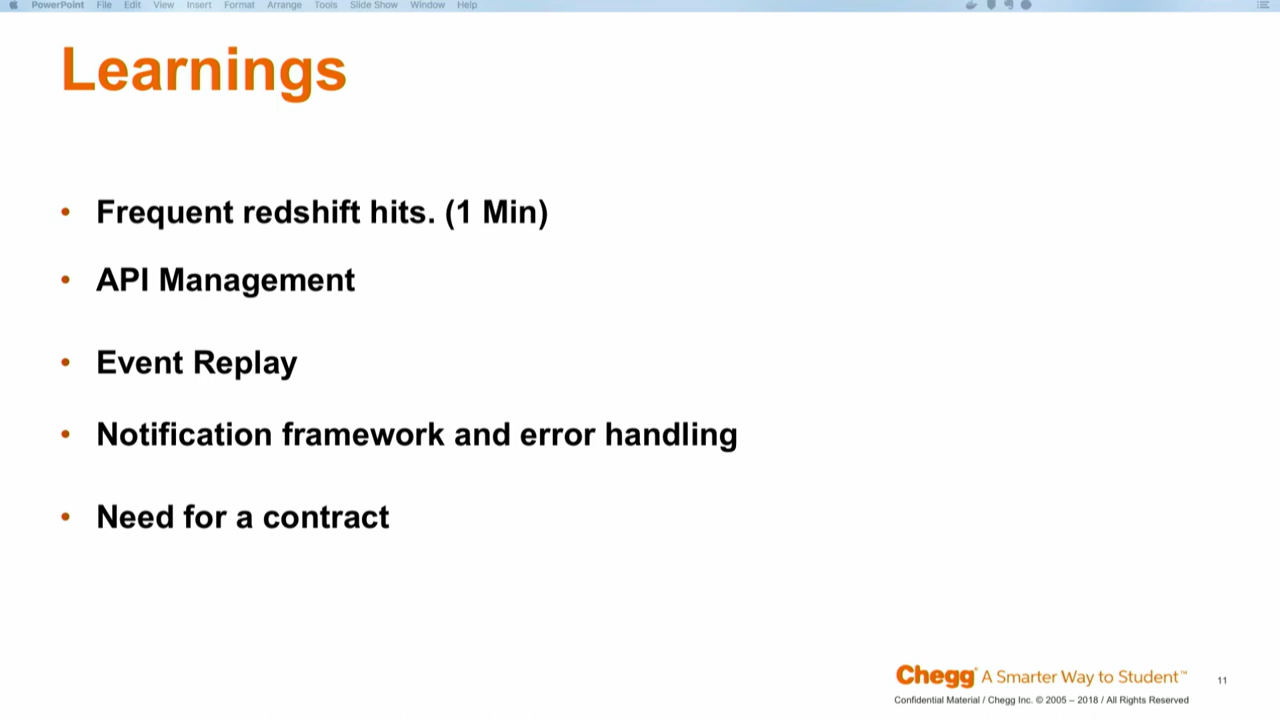 PowerPoint File Edit View Insert Format Arrange Tools Slide Show Window Help
Learnings
• Frequent redshift hits. (1 Min)
• API Management
• Event Replay
• Notification framework and error handling
• Need for a contract
Chegg® A Smarter Way to Student™
Confidential Material / Chegg Inc. © 2005 – 2018 / All Rights Reserved
11